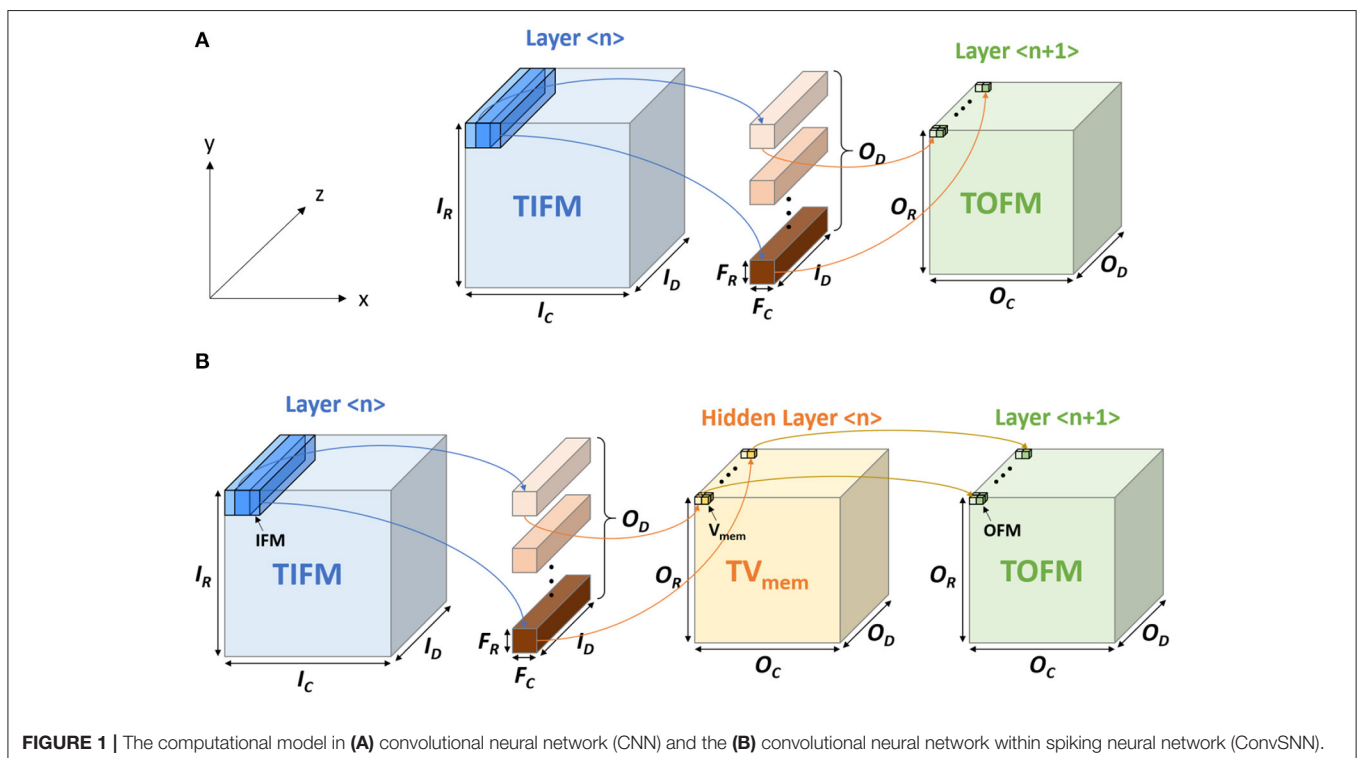 A
Layer <n>
Layer <n+1>
y
z
x
I_R
TIFM
I_D
I_C
O_D
F_R
I_D
F_C
O_R
TOFM
O_D
O_C
B
Layer <n>
Hidden Layer <n>
Layer <n+1>
IFM
I_R
TIFM
I_D
I_C
O_D
F_R
I_D
F_C
V_mem
O_R
TV_mem
O_D
O_C
OFM
O_R
TOFM
O_D
O_C
FIGURE 1 | The computational model in (A) convolutional neural network (CNN) and the (B) convolutional neural network within spiking neural network (ConvSNN).